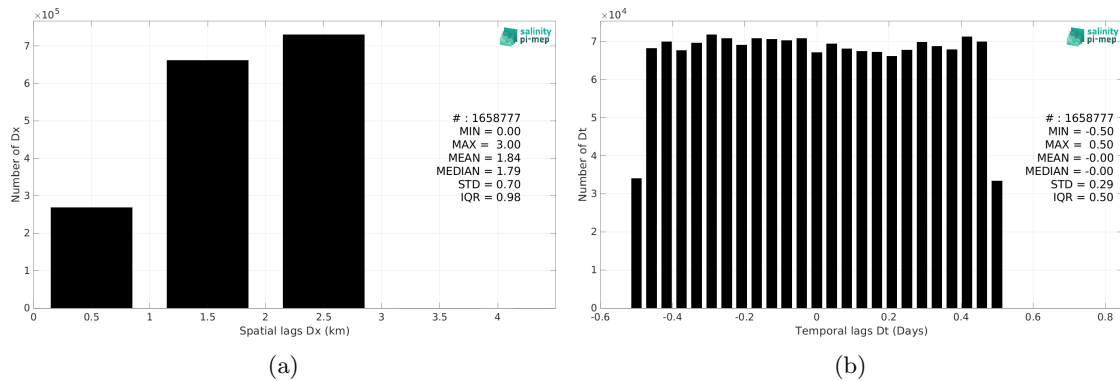 ×10⁵
salinity
pi-mep
7
6
5
4
3
2
1
0
Number of Dx
# : 1658777
MIN = 0.00
MAX = 3.00
MEAN = 1.84
MEDIAN = 1.79
STD = 0.70
IQR = 0.98
0 0.5 1 1.5 2 2.5 3 3.5 4
Spatial lags Dx (km)
(a)
×10⁴
salinity
pi-mep
7
6
5
4
3
2
1
0
Number of Dt
# : 1658777
MIN = -0.50
MAX = 0.50
MEAN = -0.00
MEDIAN = -0.00
STD = 0.29
IQR = 0.50
-0.6 -0.4 -0.2 0 0.2 0.4 0.6 0.8
Temporal lags Dt (Days)
(b)